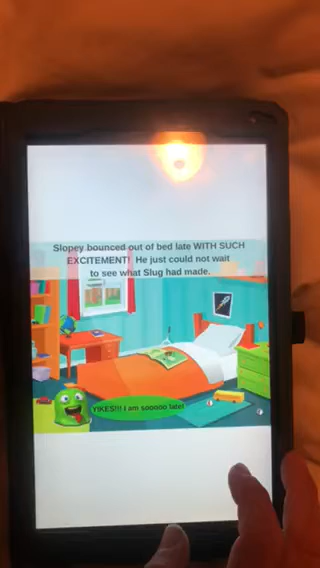 Slopey bounced out of bed late WITH SUCH
EXCITEMENT! He just could not wait
to see what Slug had made.
YIKES!!! I am sooooo late!